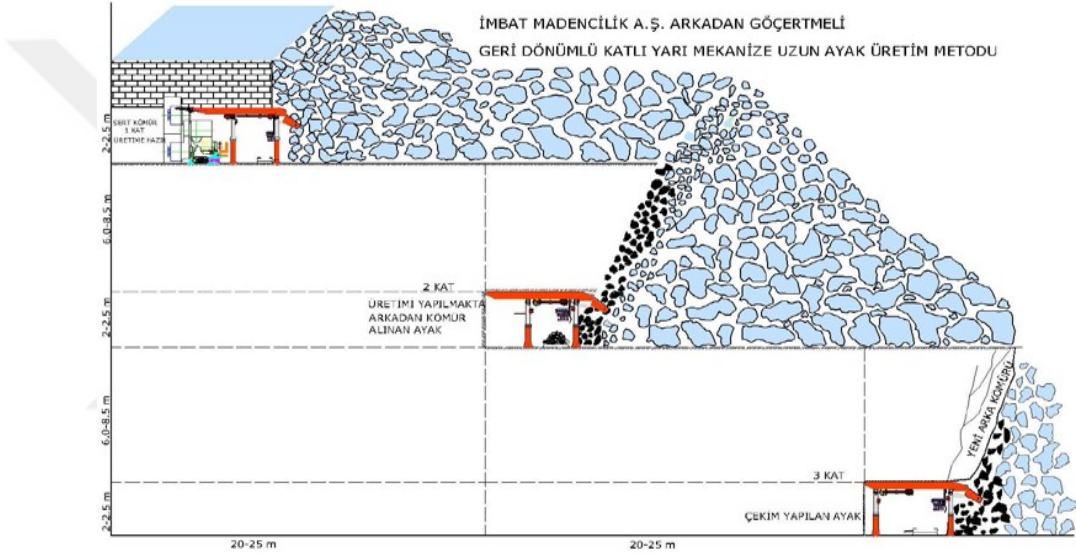 İMBAT MADENCİLİK A.Ş. ARKADAN GÖÇERTMELİ
GERİ DÖNÜMLÜ KATLI YARI MEKANİZE UZUN AYAK ÜRETİM METODU
SERT KÖMÜR
1 KAT
ÜRETİME HAZIR
2-2.5 m
6.0-8.5 m
2 KAT
ÜRETİMİ YAPILMAKTA
ARKADAN KÖMÜR
ALINAN AYAK
2-2.5 m
6.0-8.5 m
YENİ ARKA KÖMÜRÜ
3 KAT
ÇEKİM YAPILAN AYAK
2-2.5 m
20-25 m
20-25 m